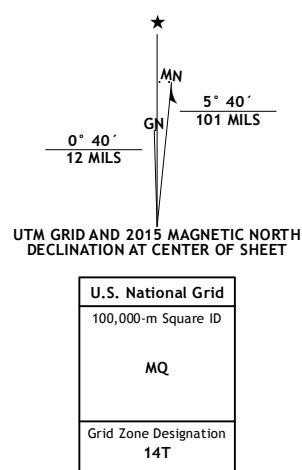 ★
MN
GN
5° 40´
101 MILS
0° 40´
12 MILS
UTM GRID AND 2015 MAGNETIC NORTH
DECLINATION AT CENTER OF SHEET
U.S. National Grid
100,000-m Square ID
MQ
Grid Zone Designation
14T